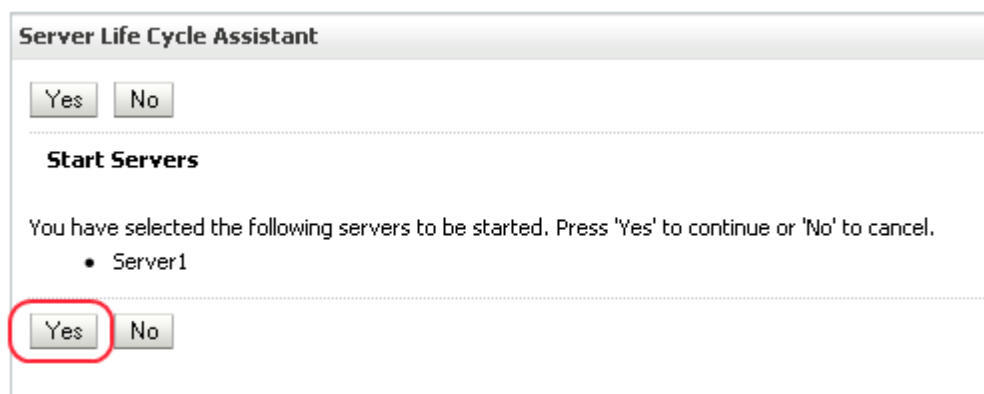 Server Life Cycle Assistant
Yes No
Start Servers
You have selected the following servers to be started. Press 'Yes' to continue or 'No' to cancel.
• Server1
Yes No